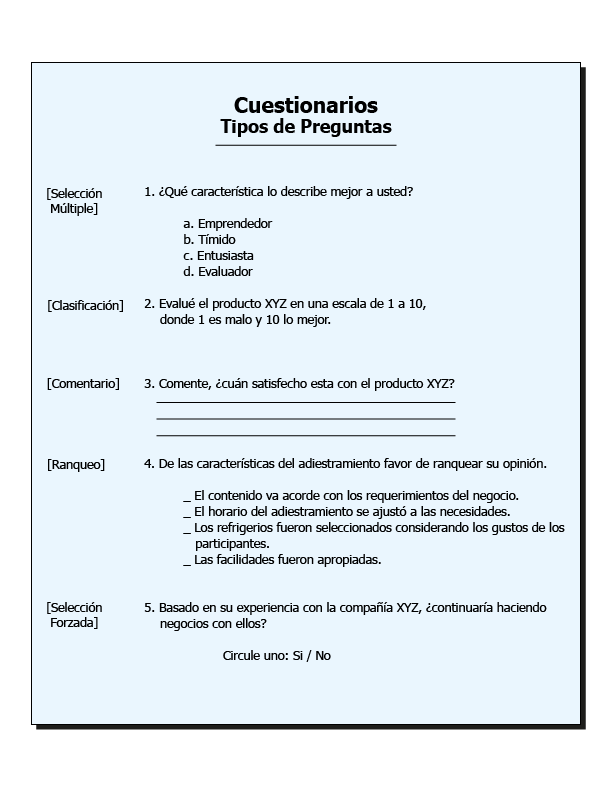 Cuestionarios
Tipos de Preguntas
[Selección
Múltiple]
1. ¿Qué característica lo describe mejor a usted?
a. Emprendedor
b. Tímido
c. Entusiasta
d. Evaluador
[Clasificación]
2. Evalué el producto XYZ en una escala de 1 a 10,
donde 1 es malo y 10 lo mejor.
[Comentario]
3. Comente, ¿cuán satisfecho esta con el producto XYZ?
[Ranqueo]
4. De las características del adiestramiento favor de ranquear su opinión.
_ El contenido va acorde con los requerimientos del negocio.
_ El horario del adiestramiento se ajustó a las necesidades.
_ Los refrigerios fueron seleccionados considerando los gustos de los
participantes.
_ Las facilidades fueron apropiadas.
[Selección
Forzada]
5. Basado en su experiencia con la compañía XYZ, ¿continuaría haciendo
negocios con ellos?
Circule uno: Si / No